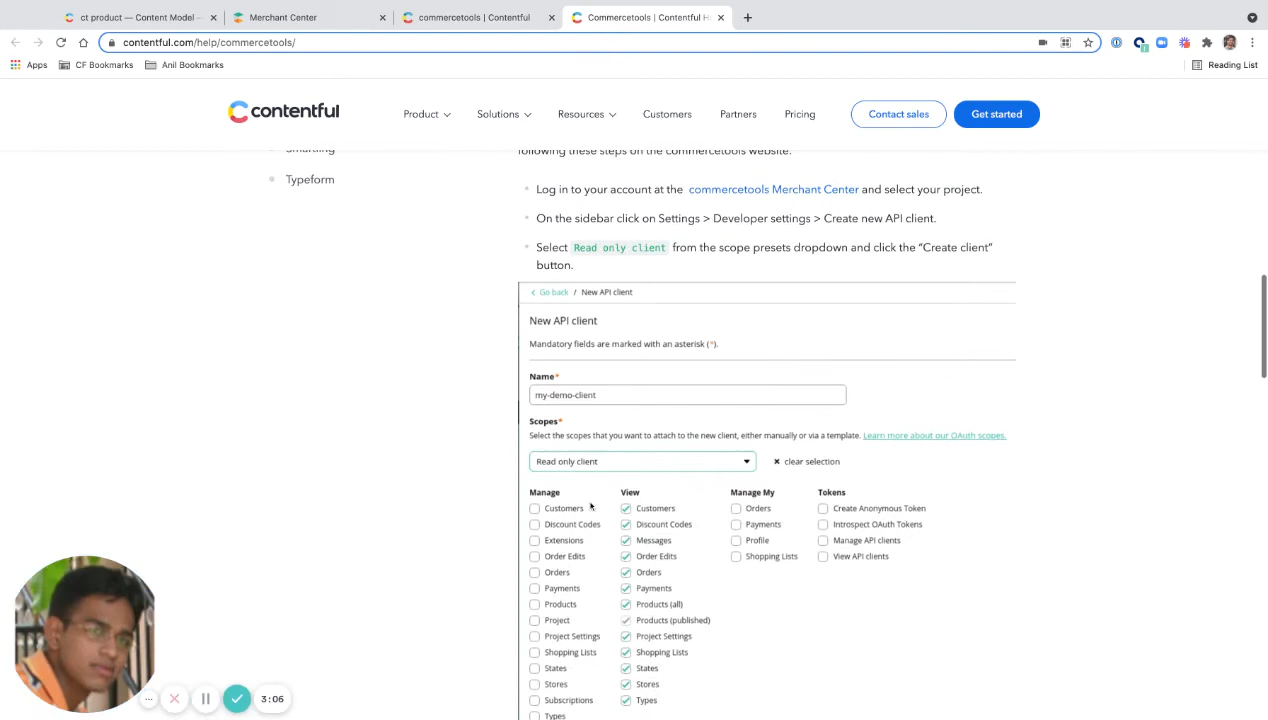 ct product — Content Model —
Merchant Center
commercetools | Contentful
Commercetools | Contentful H
contentful.com/help/commercetools/
Apps
CF Bookmarks
Anil Bookmarks
Reading List
contentful
Product
Solutions
Resources
Customers
Partners
Pricing
Contact sales
Get started
following these steps on the commercetools website.
Typeform
Log in to your account at the commercetools Merchant Center and select your project.
On the sidebar click on Settings > Developer settings > Create new API client.
Select Read only client from the scope presets dropdown and click the “Create client”
button.
Go back / New API client
New API client
Mandatory fields are marked with an asterisk (*).
Name*
my-demo-client
Scopes*
Select the scopes that you want to attach to the new client, either manually or via a template. Learn more about our OAuth scopes.
Read only client
× clear selection
Manage View Manage My Tokens
Customers Customers Orders Create Anonymous Token
Discount Codes Discount Codes Payments Introspect OAuth Tokens
Extensions Messages Profile Manage API clients
Order Edits Order Edits Shopping Lists View API clients
Orders Orders
Payments Payments
Products Products (all)
Project Products (published)
Project Settings Project Settings
Shopping Lists Shopping Lists
States States
Stores Stores
Subscriptions Types
Types
3:06